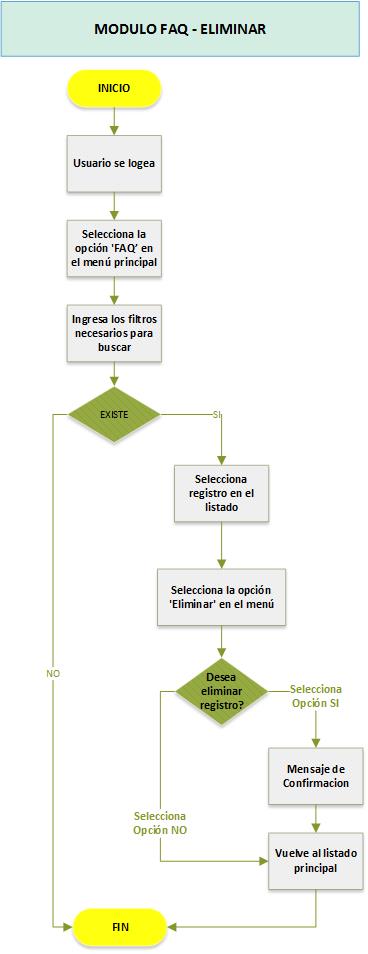 MODULO FAQ - ELIMINAR
INICIO
Usuario se logea
Selecciona la
opción 'FAQ’ en
el menú principal
Ingresa los filtros
necesarios para
buscar
EXISTE
SI
Selecciona
registro en el
listado
Selecciona la opción
'Eliminar' en el menú
NO
Desea
eliminar
registro?
Selecciona
Opción SI
Mensaje de
Confirmacion
Selecciona
Opción NO
Vuelve al listado
principal
FIN